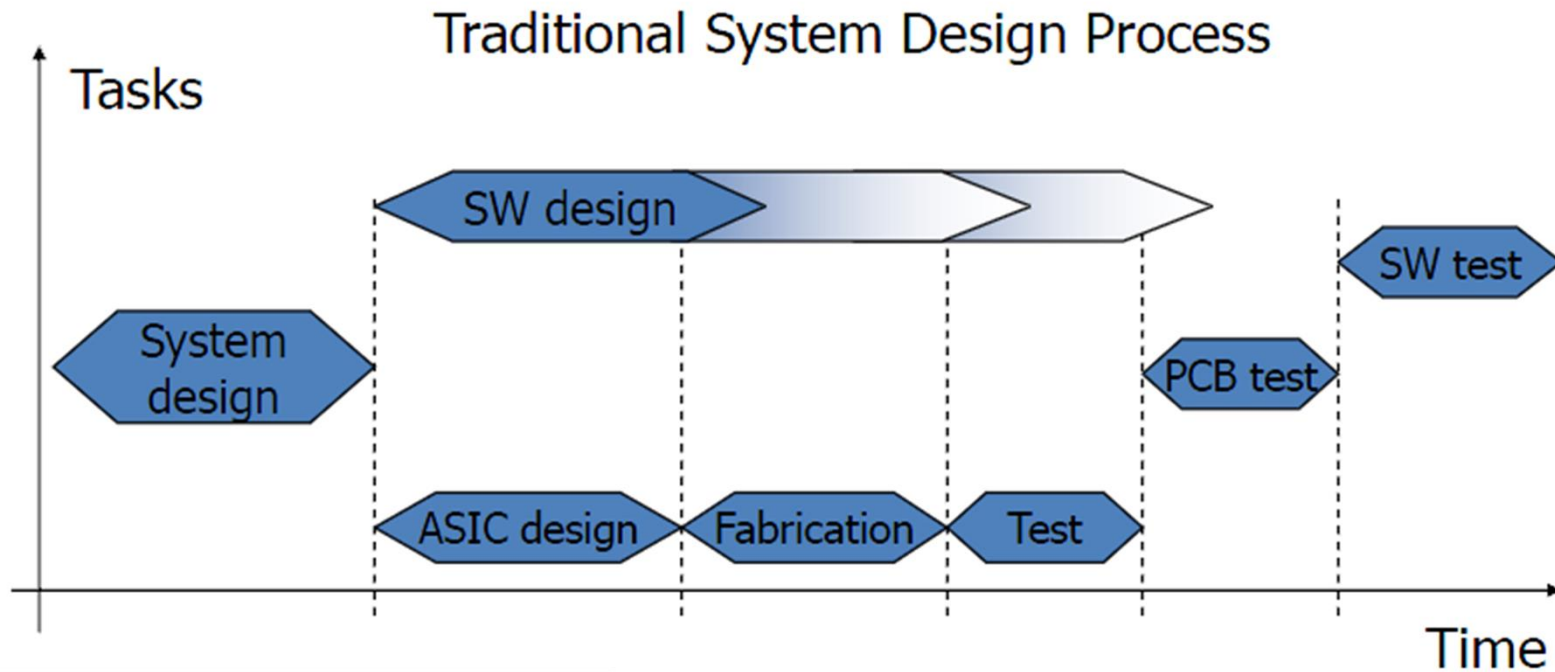 Traditional System Design Process
Tasks
SW design
SW test
System
design
PCB test
ASIC design
Fabrication
Test
Time